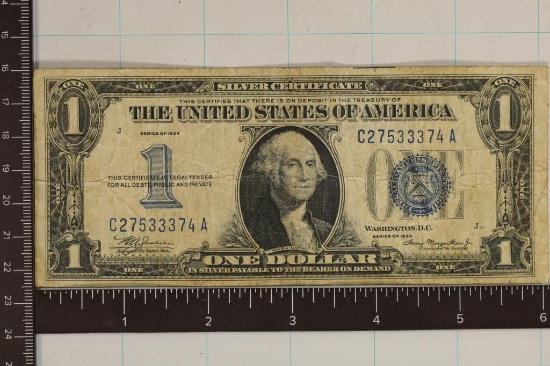 SILVER CERTIFICATE
THIS CERTIFIES THAT THERE IS ON DEPOSIT IN THE TREASURY OF
THE UNITED STATES OF AMERICA
J
SERIES OF 1934
C27533374 A
1
ONE
THIS CERTIFICATE IS LEGAL TENDER
FOR ALL DEBTS PUBLIC AND PRIVATE
C27533374 A
WASHINGTON, D.C.
SERIES OF 1934
ONE DOLLAR
IN SILVER PAYABLE TO THE BEARER ON DEMAND
ONE ONE
1 1
1 1
ONE ONE
14
16
17
18
19
20
21
22
23
24
1 2 3 4 5 6